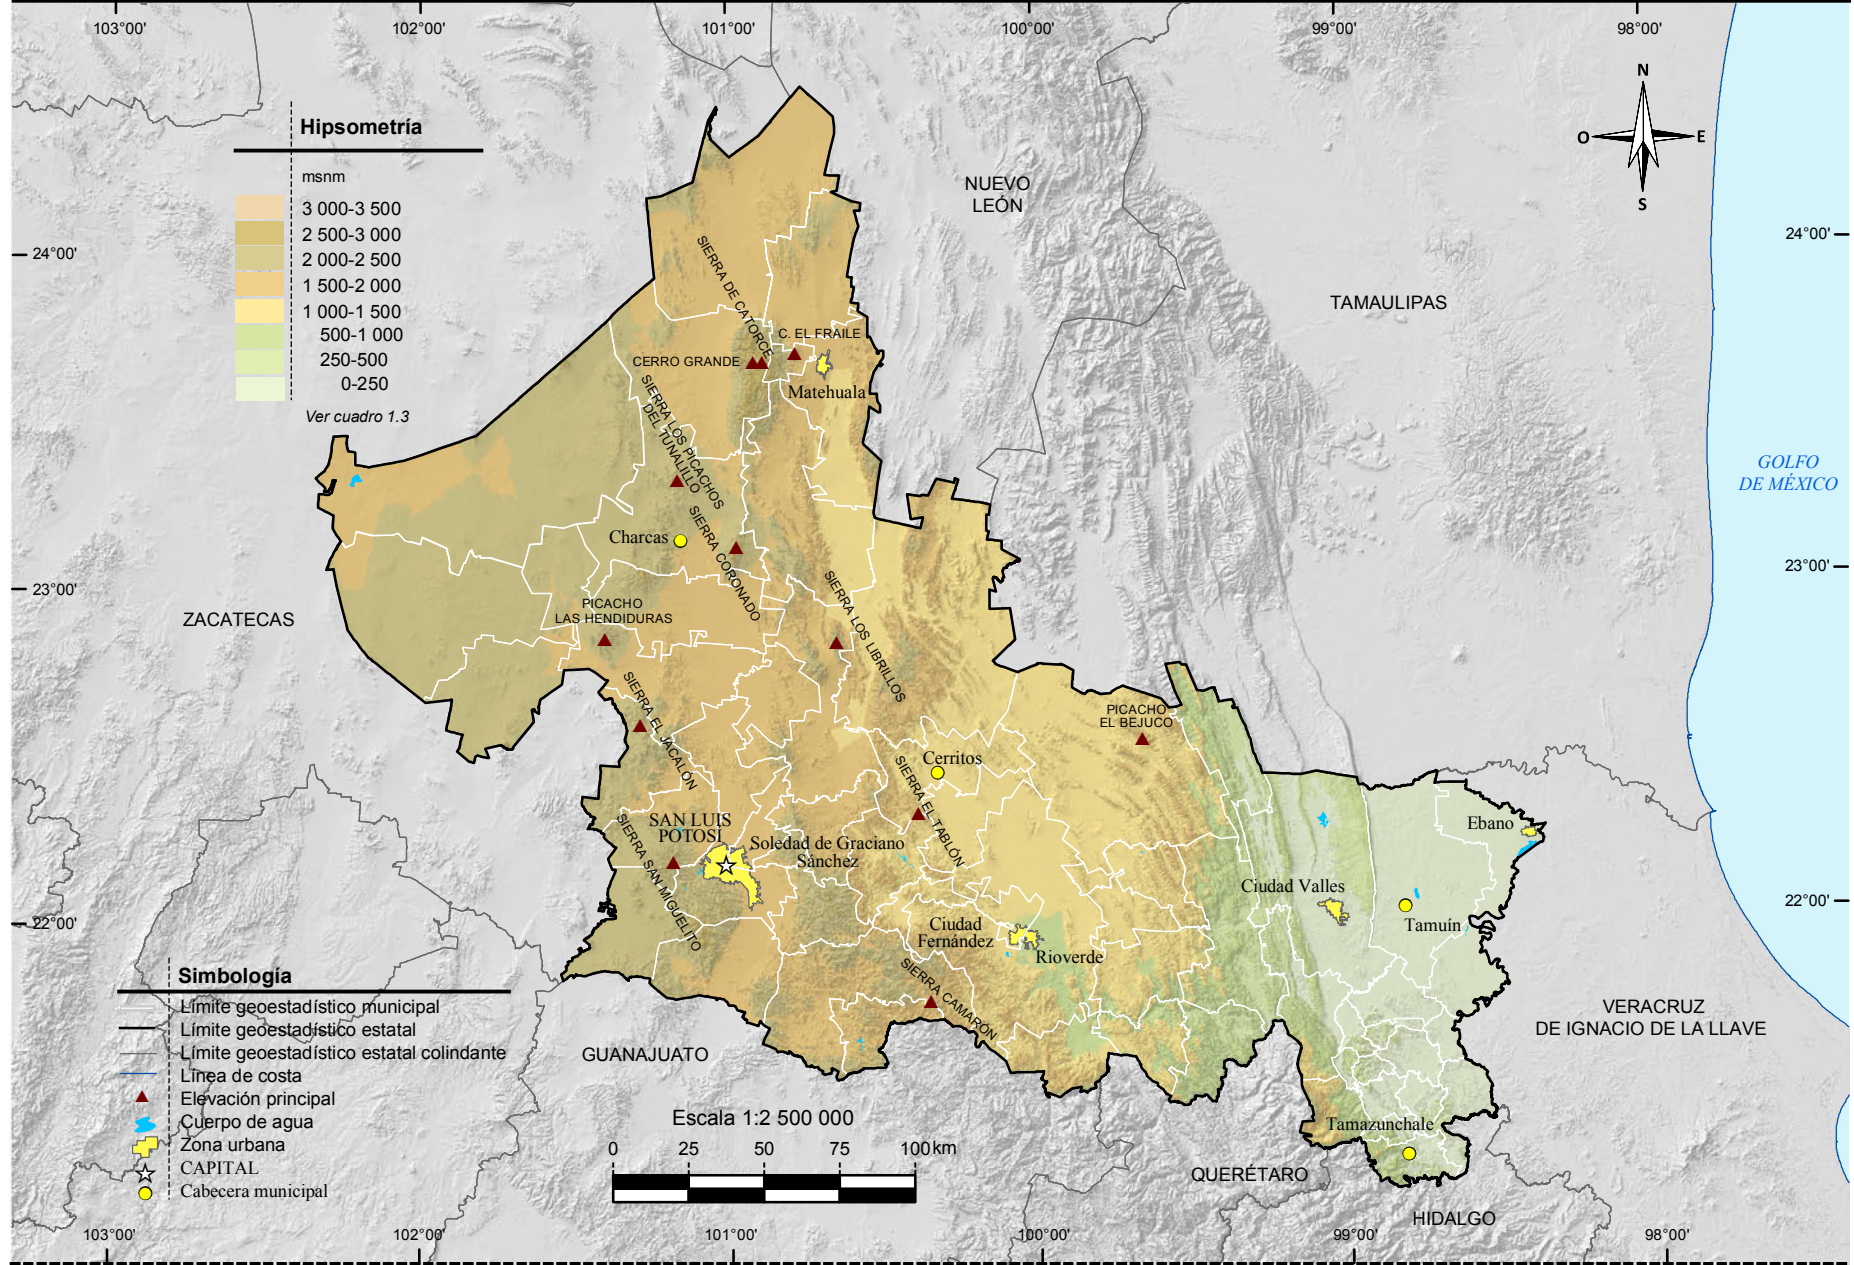 103°00'
102°00'
101°00'
100°00'
99°00'
98°00'
N
O
E
S
Hipsometría
msnm
3 000-3 500
2 500-3 000
2 000-2 500
1 500-2 000
1 000-1 500
500-1 000
250-500
0-250
Ver cuadro 1.3
24°00'
23°00'
22°00'
24°00'
23°00'
22°00'
NUEVO
LEÓN
TAMAULIPAS
GOLFO
DE MÉXICO
ZACATECAS
GUANAJUATO
QUERÉTARO
HIDALGO
VERACRUZ
DE IGNACIO DE LA LLAVE
SIERRA DE CATORCE
C. EL FRAILE
CERRO GRANDE
Matehuala
SIERRA LOS PICACHOS
DEL TUNALILLO
Charcas
SIERRA CORONADO
PICACHO
LAS HENDIDURAS
SIERRA LOS LIBRILLOS
SIERRA EL JACALÓN
PICACHO
EL BEJUCO
Cerritos
SIERRA EL TABLÓN
SAN LUIS
POTOSÍ
Soledad de Graciano
Sánchez
SIERRA SAN MIGUELITO
Ebano
Ciudad Valles
Tamuín
Ciudad
Fernández
Rioverde
SIERRA CAMARÓN
Tamazunchale
Simbología
Límite geoestadístico municipal
Límite geoestadístico estatal
Límite geoestadístico estatal colindante
Línea de costa
Elevación principal
Cuerpo de agua
Zona urbana
CAPITAL
Cabecera municipal
Escala 1:2 500 000
0 25 50 75 100 km
103°00'
102°00'
101°00'
100°00'
99°00'
98°00'